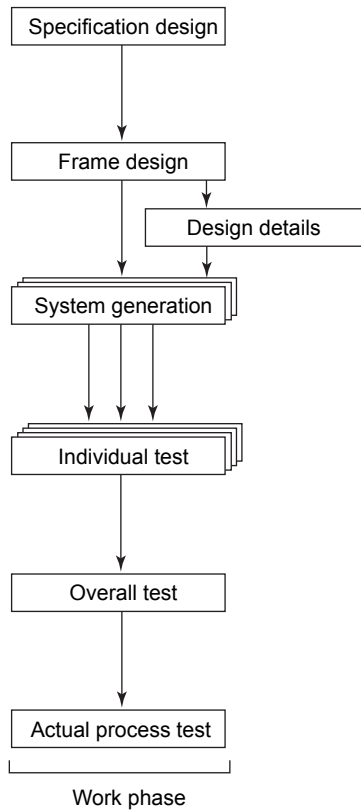 Specification design
Frame design
Design details
System generation
Individual test
Overall test
Actual process test
Work phase